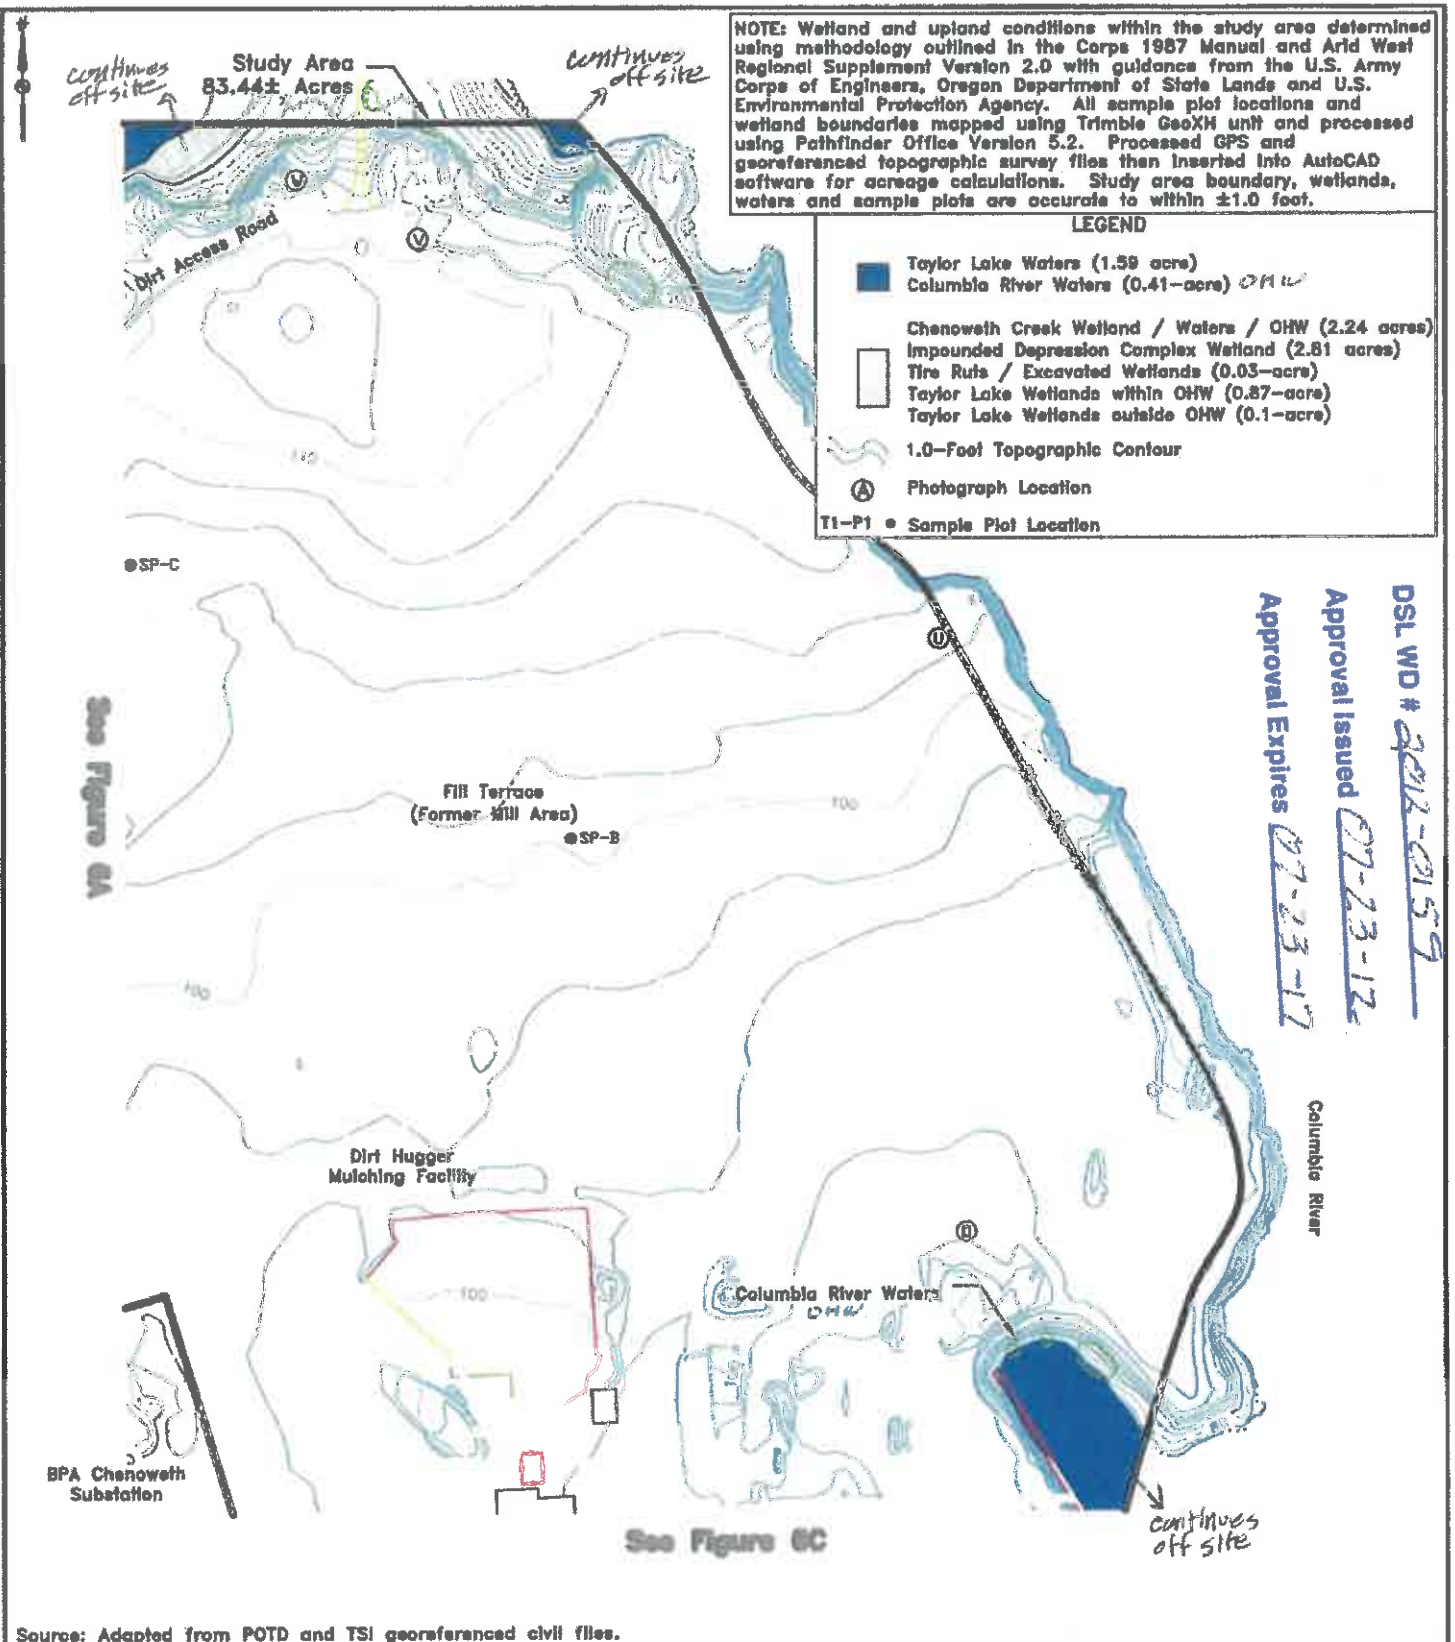 NOTE: Wetland and upland conditions within the study area determined
using methodology outlined in the Corps 1987 Manual and Arid West
Regional Supplement Version 2.0 with guidance from the U.S. Army
Corps of Engineers, Oregon Department of State Lands and U.S.
Environmental Protection Agency. All sample plot locations and
wetland boundaries mapped using Trimble GeoXH unit and processed
using Pathfinder Office Version 5.2. Processed GPS and
georeferenced topographic survey files then inserted into AutoCAD
software for acreage calculations. Study area boundary, wetlands,
waters and sample plots are accurate to within ±1.0 foot.
continues
off site
Study Area
83.44± Acres
continues
off site
LEGEND
Taylor Lake Waters (1.59 acre)
Columbia River Waters (0.41-acre) OHW
Chenoweth Creek Wetland / Waters / OHW (2.24 acres)
Impounded Depression Complex Wetland (2.81 acres)
Tire Ruts / Excavated Wetlands (0.03-acre)
Taylor Lake Wetlands within OHW (0.87-acre)
Taylor Lake Wetlands outside OHW (0.1-acre)
1.0-Foot Topographic Contour
A Photograph Location
T1-P1 Sample Plot Location
V
V
Dirt Access Road
SP-C
U
DSL WD # 2012-0159
Approval Issued 07-23-12
Approval Expires 07-23-17
See Figure 6A
Fill Terrace
(Former Mill Area)
SP-B
100
100
Columbia River
Dirt Hugger
Mulching Facility
100
Columbia River Waters
OHW
BPA Chenoweth
Substation
continues
off site
See Figure 6C
Source: Adapted from POTD and TSI georeferenced civil files.